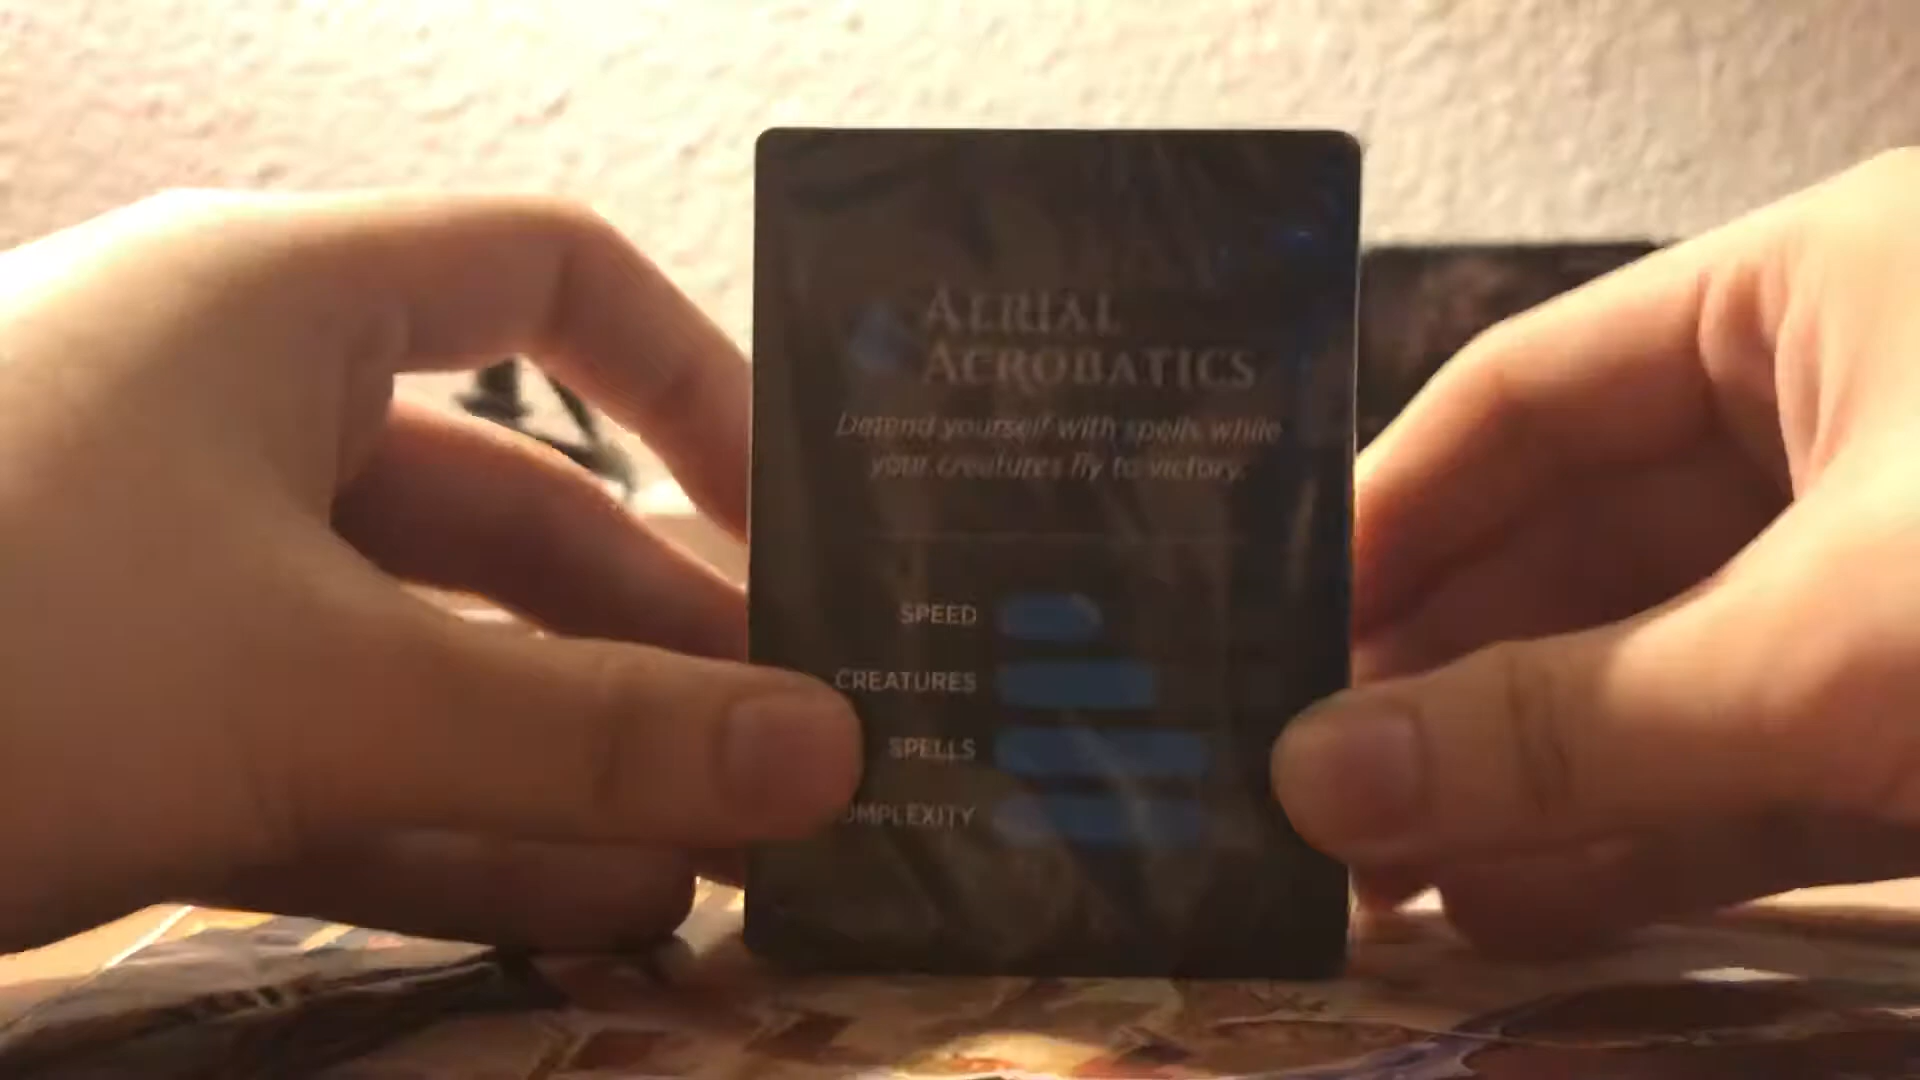 AERIAL
ACROBATICS
Defend yourself with spells while
your creatures fly to victory.
SPEED
CREATURES
SPELLS
OMPLEXITY